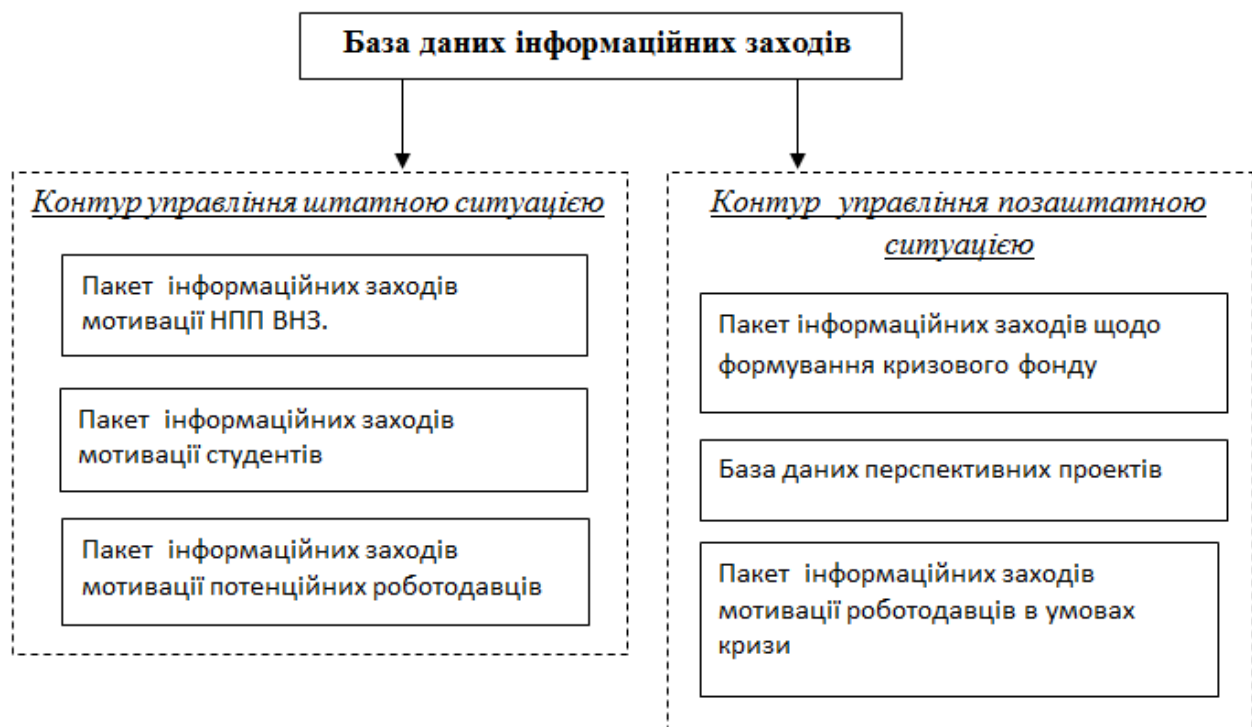 База даних інформаційних заходів
Контур управління штатною ситуацією
Пакет інформаційних заходів
мотивації НПП ВНЗ.
Пакет інформаційних заходів
мотивації студентів
Пакет інформаційних заходів
мотивації потенційних роботодавців
Контур управління позаштатною
ситуацією
Пакет інформаційних заходів щодо
формування кризового фонду
База даних перспективних проектів
Пакет інформаційних заходів
мотивації роботодавців в умовах
кризи